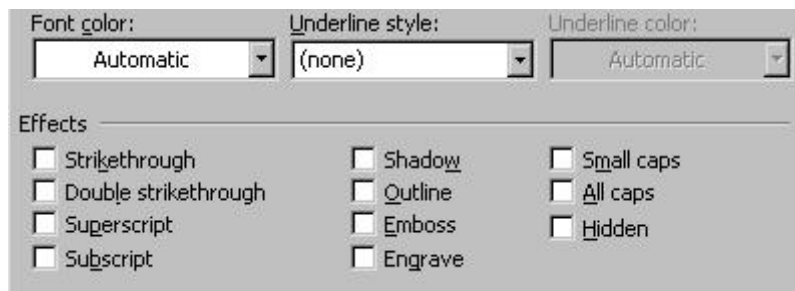 Font color: Underline style: Underline color:
Automatic (none) Automatic
Effects
Strikethrough Shadow Small caps
Double strikethrough Outline All caps
Superscript Emboss Hidden
Subscript Engrave